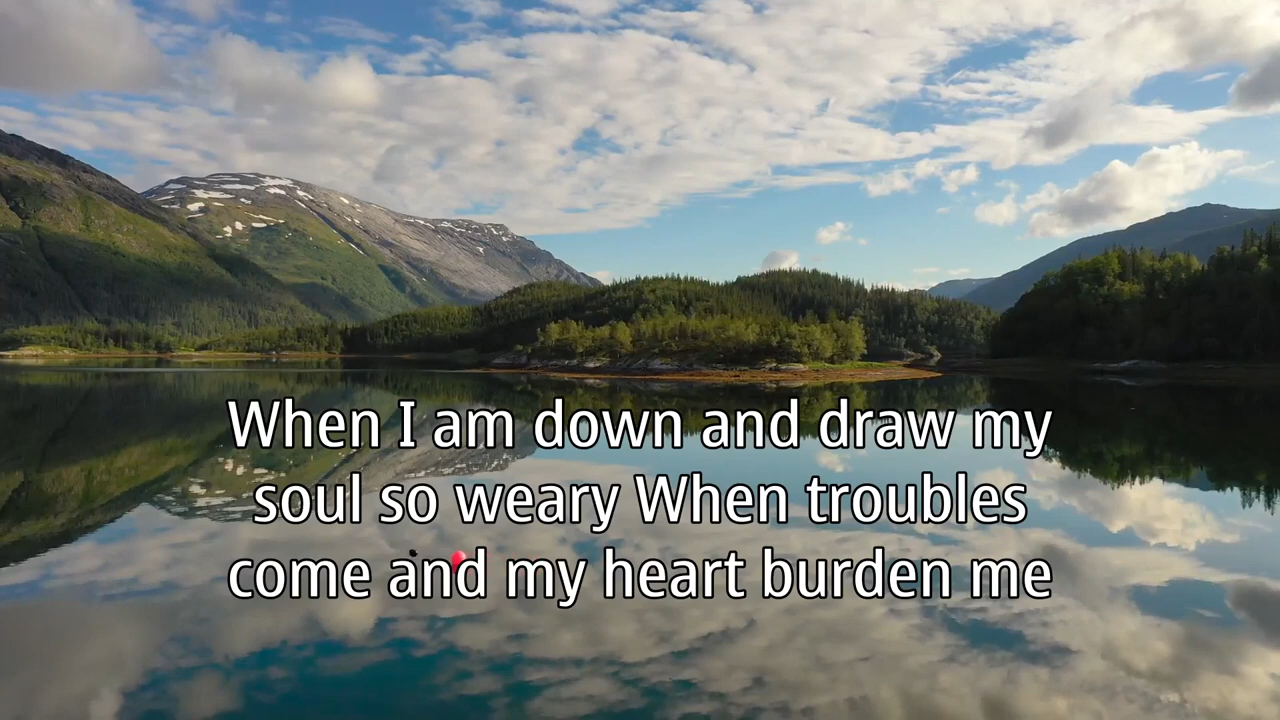 When I am down and draw my
soul so weary When troubles
come and my heart burden me